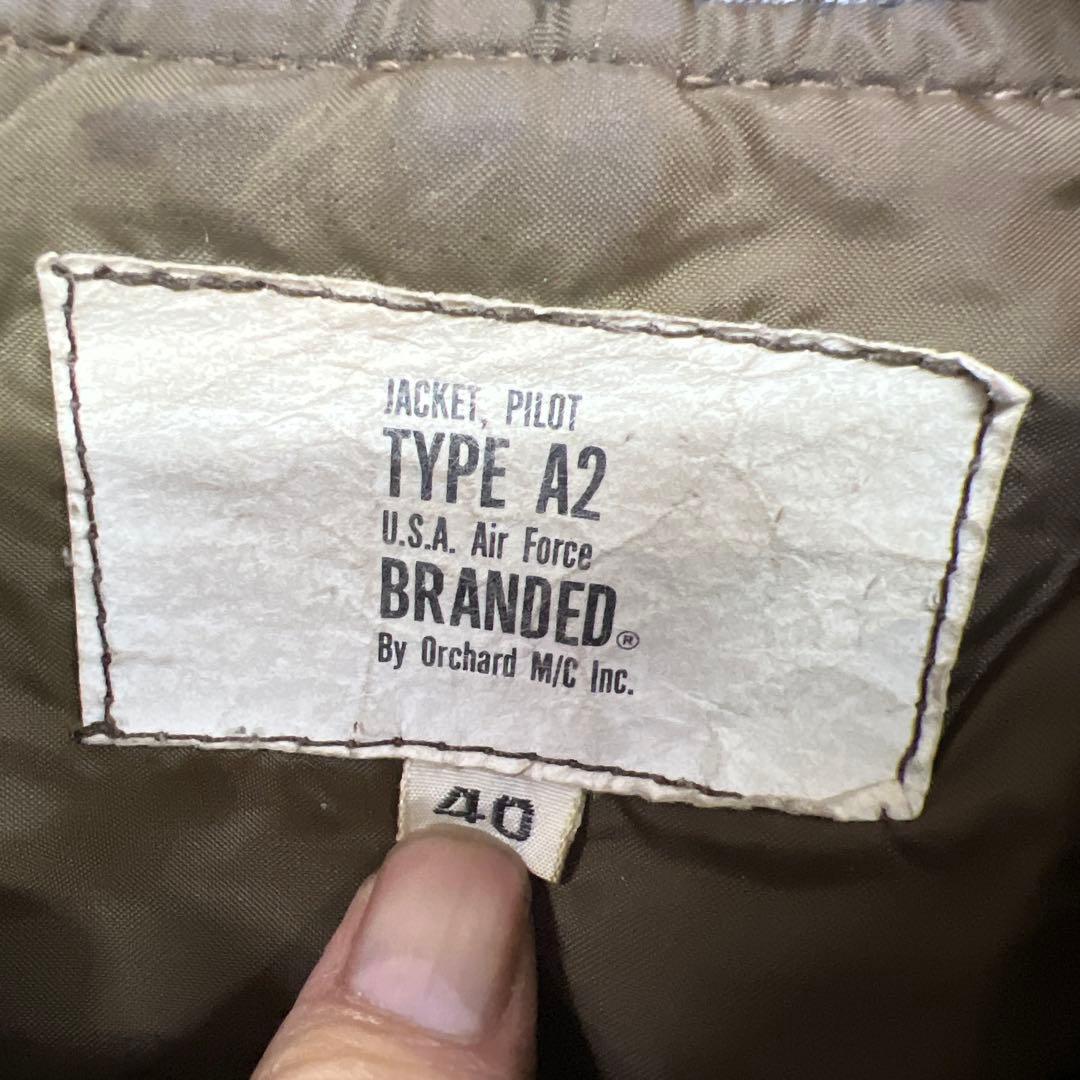 JACKET, PILOT
TYPE A2
U.S.A. Air Force
BRANDED®
By Orchard M/C Inc.
40